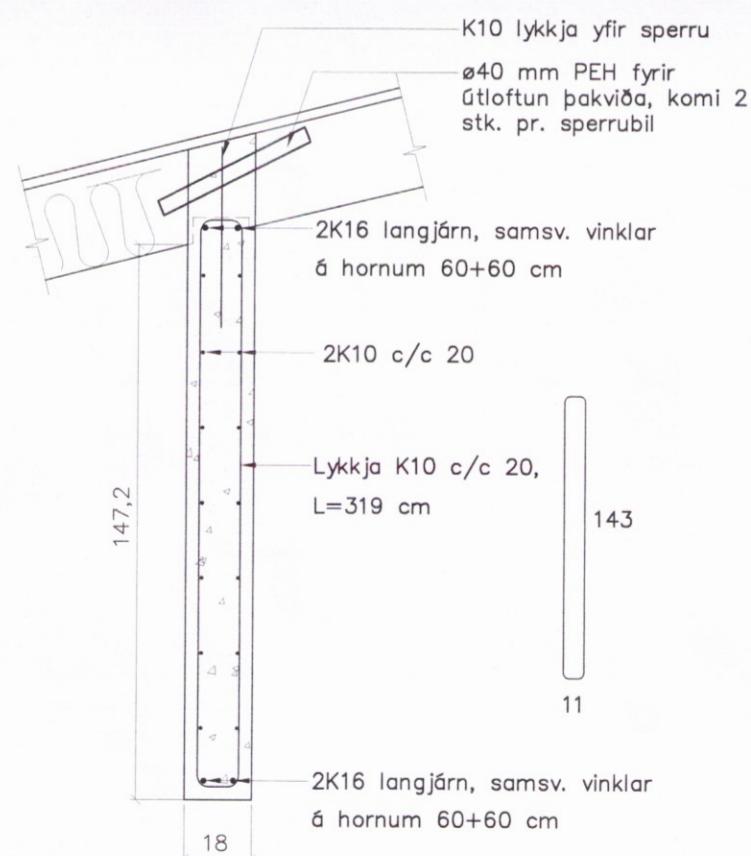 K10 lykkja yfir sperru
ø40 mm PEH fyrir
útloftun þakviða, komi 2
stk. pr. sperrubil
2K16 langjárn, samsv. vinklar
á hornum 60+60 cm
2K10 c/c 20
Lykkja K10 c/c 20,
L=319 cm
147,2
143
11
2K16 langjárn, samsv. vinklar
á hornum 60+60 cm
18